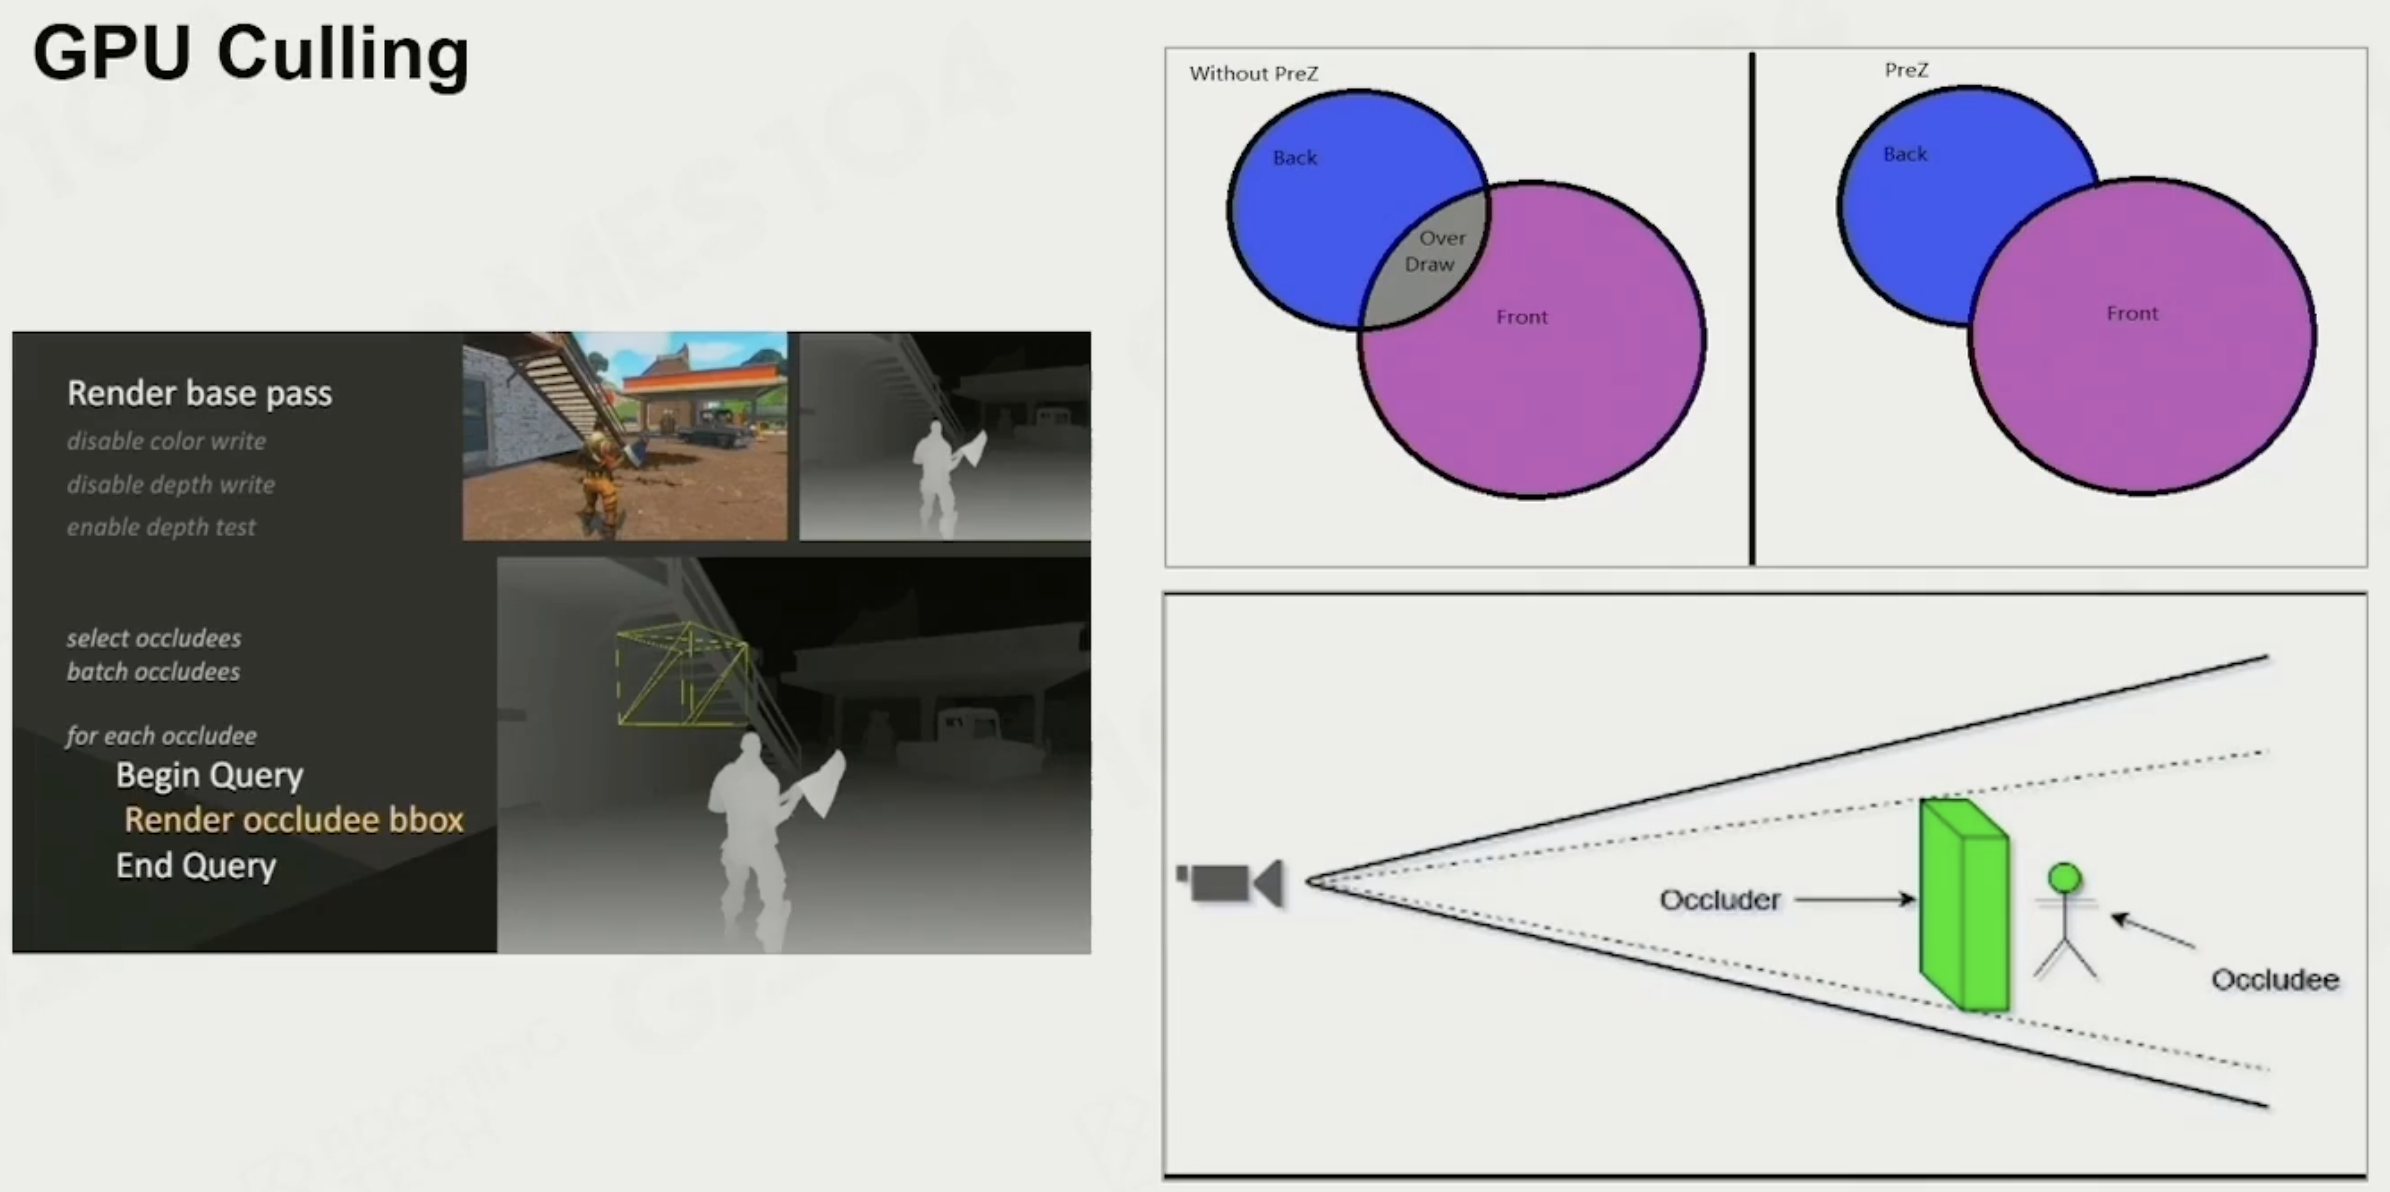 GPU Culling
Render base pass
disable color write
disable depth write
enable depth test
select occludees
batch occludees
for each occludee
Begin Query
Render occludee bbox
End Query
Without PreZ
Back
Over
Draw
Front
PreZ
Back
Front
Occluder
Occludee